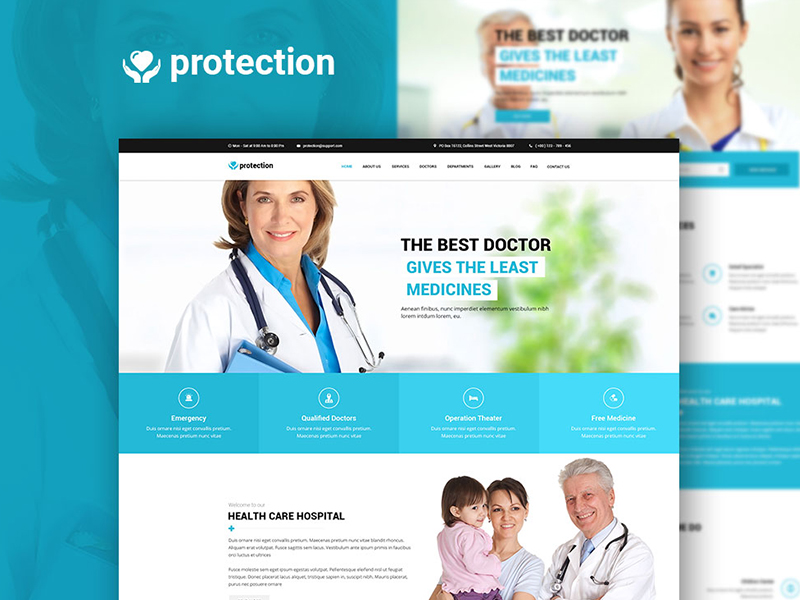 protection
THE BEST DOCTOR
GIVES THE LEAST
MEDICINES
Mon - Sat at 9:00 Am to 6:00 Pm
protection@support.com
PO Box 16122, Collins Street West Victoria 8007
protection
HOME ABOUT US SERVICES DOCTORS DEPARTMENTS GALLERY BLOG FAQ CONTACT US
THE BEST DOCTOR
GIVES THE LEAST
MEDICINES
Aenean finibus, nunc imperdiet elementum vestibulum nibh
lorem intdum lorem, eu.
Emergency
Duis ornare nisi eget convallis pretium.
Maecenas pretium nunc vitae
Qualified Doctors
Duis ornare nisi eget convallis pretium.
Maecenas pretium nunc vitae
Operation Theater
Duis ornare nisi eget convallis pretium.
Maecenas pretium nunc vitae
Free Medicine
Duis ornare nisi eget convallis pretium.
Maecenas pretium nunc vitae
Welcome to our
HEALTH CARE HOSPITAL
Duis ornare nisi eget convallis pretium. Maecenas pretium nunc vitae blandit rhoncus.
Aliquam erat volutpat. Fusce sagittis sem lacus. Vestibulum ante ipsum primis in faucibus
orci luctus et ultrices
Fusce molestie sem eget ipsum egestas volutpat. Pellentesque eleifend nisl ut feugiat
tristique. Donec placerat lacus aliquet, tristique sapien in, suscipit nibh. Mauris placerat,
purus nec posuere ornare
HEALTH CARE HOSPITAL